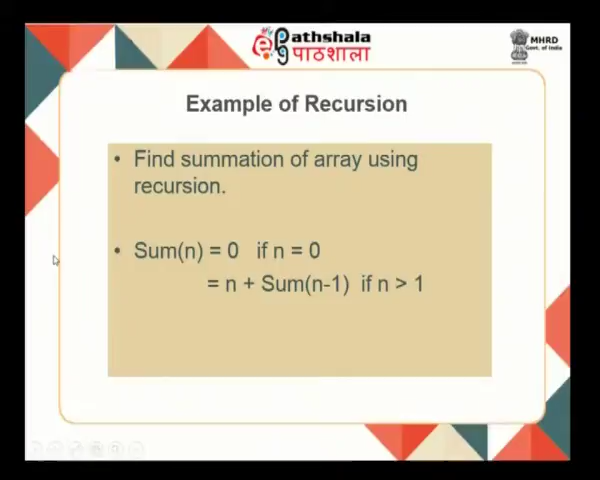 Pathshala
पाठशाला
MHRD
Govt. of India
Example of Recursion
• Find summation of array using
recursion.
• Sum(n) = 0 if n = 0
= n + Sum(n-1) if n > 1